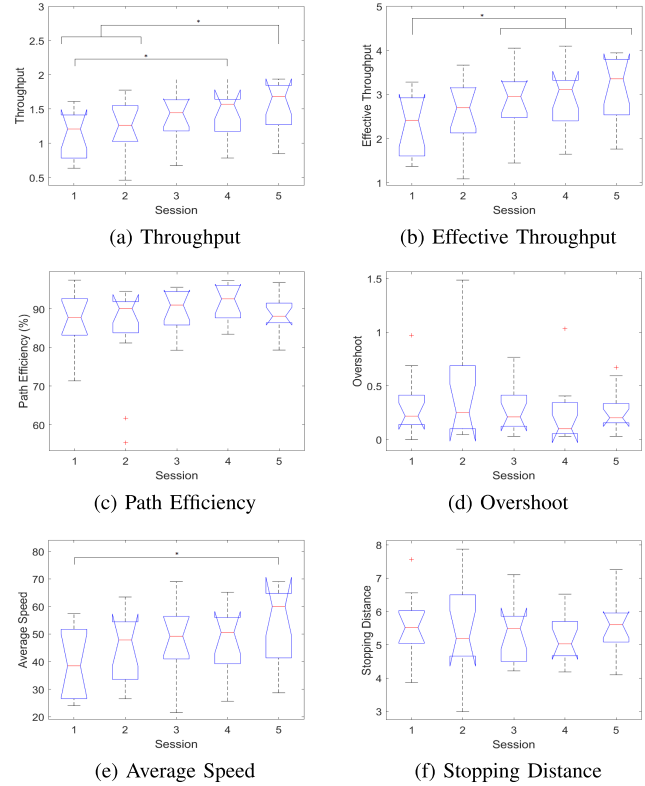 3
2.5
2
1.5
1
0.5
Throughput
*
*
1 2 3 4 5
Session
(a) Throughput
5
4
3
2
1
Effective Throughput
*
1 2 3 4 5
Session
(b) Effective Throughput
90
80
70
60
Path Efficiency (%)
1 2 3 4 5
Session
(c) Path Efficiency
1.5
1
0.5
0
Overshoot
1 2 3 4 5
Session
(d) Overshoot
80
70
60
50
40
30
20
Average Speed
*
1 2 3 4 5
Session
(e) Average Speed
8
7
6
5
4
3
Stopping Distance
1 2 3 4 5
Session
(f) Stopping Distance